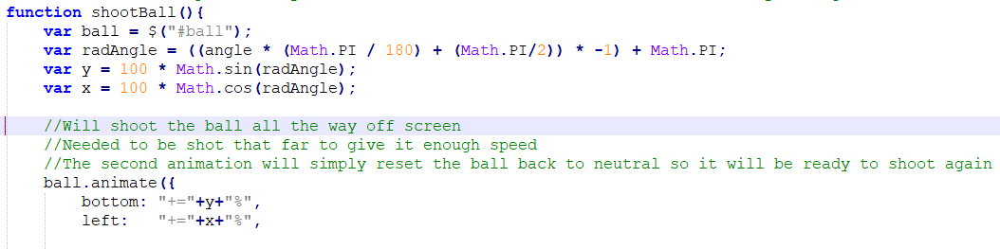 function shootBall(){
var ball = $("#ball");
var radAngle = ((angle * (Math.PI / 180) + (Math.PI/2)) * -1) + Math.PI;
var y = 100 * Math.sin(radAngle);
var x = 100 * Math.cos(radAngle);
//Will shoot the ball all the way off screen
//Needed to be shot that far to give it enough speed
//The second animation will simply reset the ball back to neutral so it will be ready to shoot again
ball.animate({
bottom: "+="+y+"%",
left:   "+="+x+"%",